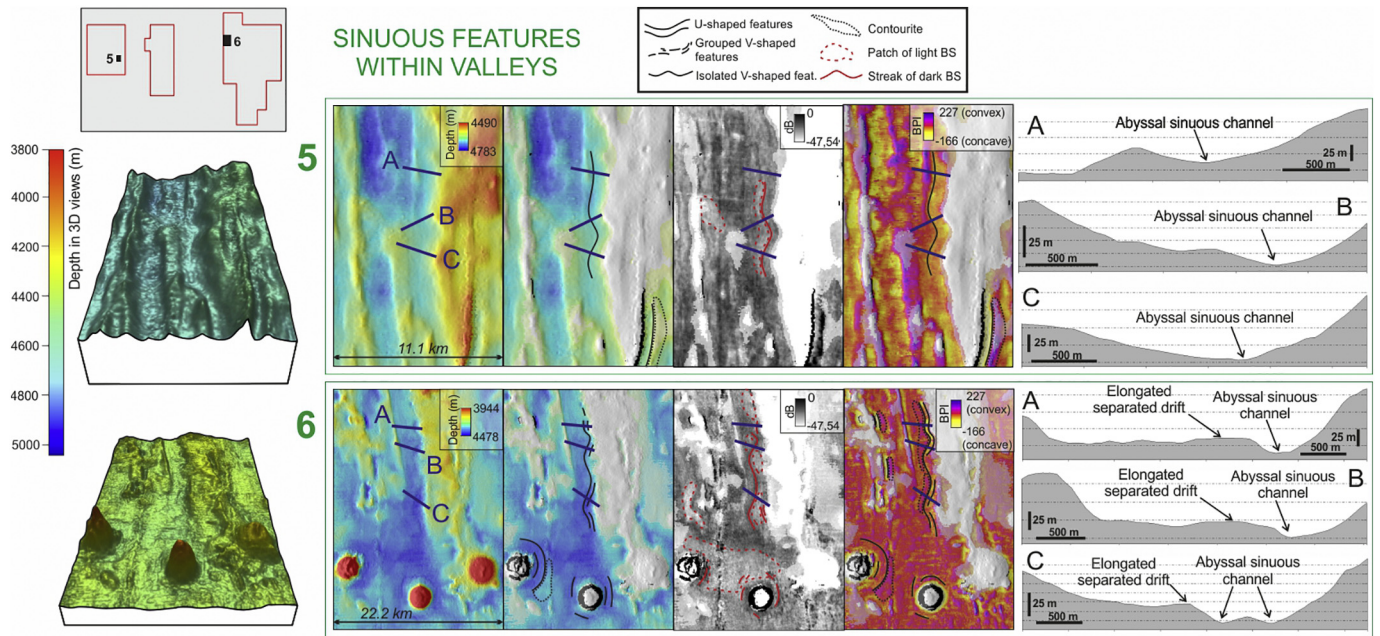 SINUOUS FEATURES
WITHIN VALLEYS
U-shaped features
Grouped V-shaped
features
Isolated V-shaped feat.
Contourite
Patch of light BS
Streak of dark BS
5
6
3800
4000
4200
4400
4600
4800
5000
Depth in 3D views (m)
5
A
B
C
Depth (m)
4490
4783
11.1 km
dB
0
-47,54
BPI
227 (convex)
-166 (concave)
A
Abyssal sinuous channel
25 m
500 m
B
Abyssal sinuous channel
25 m
500 m
C
Abyssal sinuous channel
25 m
500 m
6
A
B
C
Depth (m)
3944
4478
22.2 km
dB
0
-47,54
BPI
227
(convex)
-166
(concave)
A
Elongated
separated drift
Abyssal sinuous
channel
25 m
500 m
B
Elongated
separated drift
Abyssal sinuous
channel
25 m
500 m
C
Elongated
separated drift
Abyssal sinuous
channel
25 m
500 m